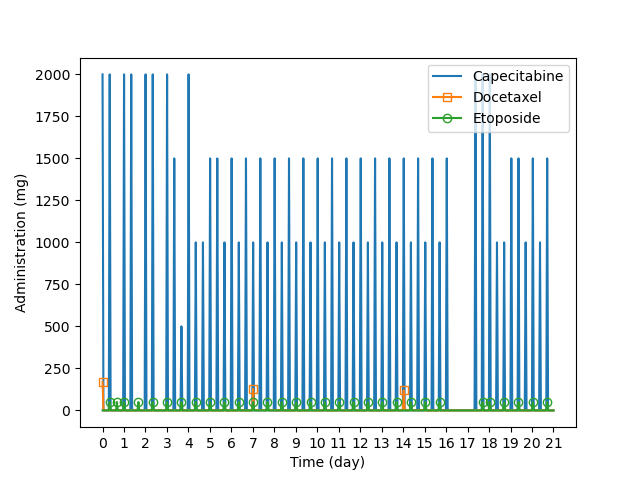 Capecitabine
Docetaxel
Etoposide
2000
1750
1500
1250
1000
750
500
250
0
Administration (mg)
0 1 2 3 4 5 6 7 8 9 10 11 12 13 14 15 16 17 18 19 20 21
Time (day)